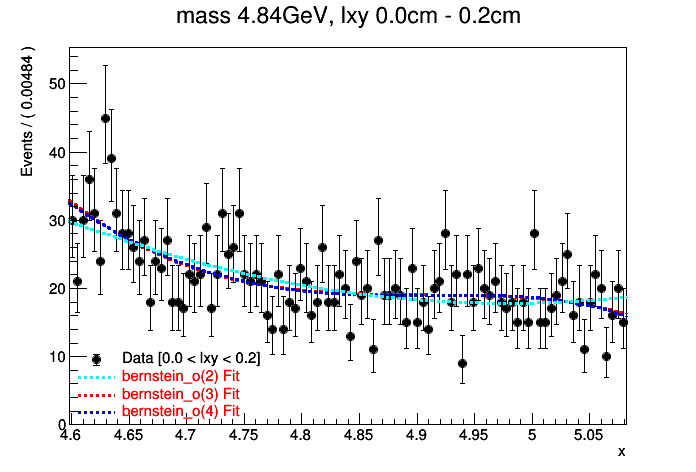 mass 4.84GeV, lxy 0.0cm - 0.2cm
Events / ( 0.00484 )
50
40
30
20
10
0
Data [0.0 < lxy < 0.2]
bernstein_o(2) Fit
bernstein_o(3) Fit
bernstein_o(4) Fit
4.6 4.65 4.7 4.75 4.8 4.85 4.9 4.95 5 5.05
x